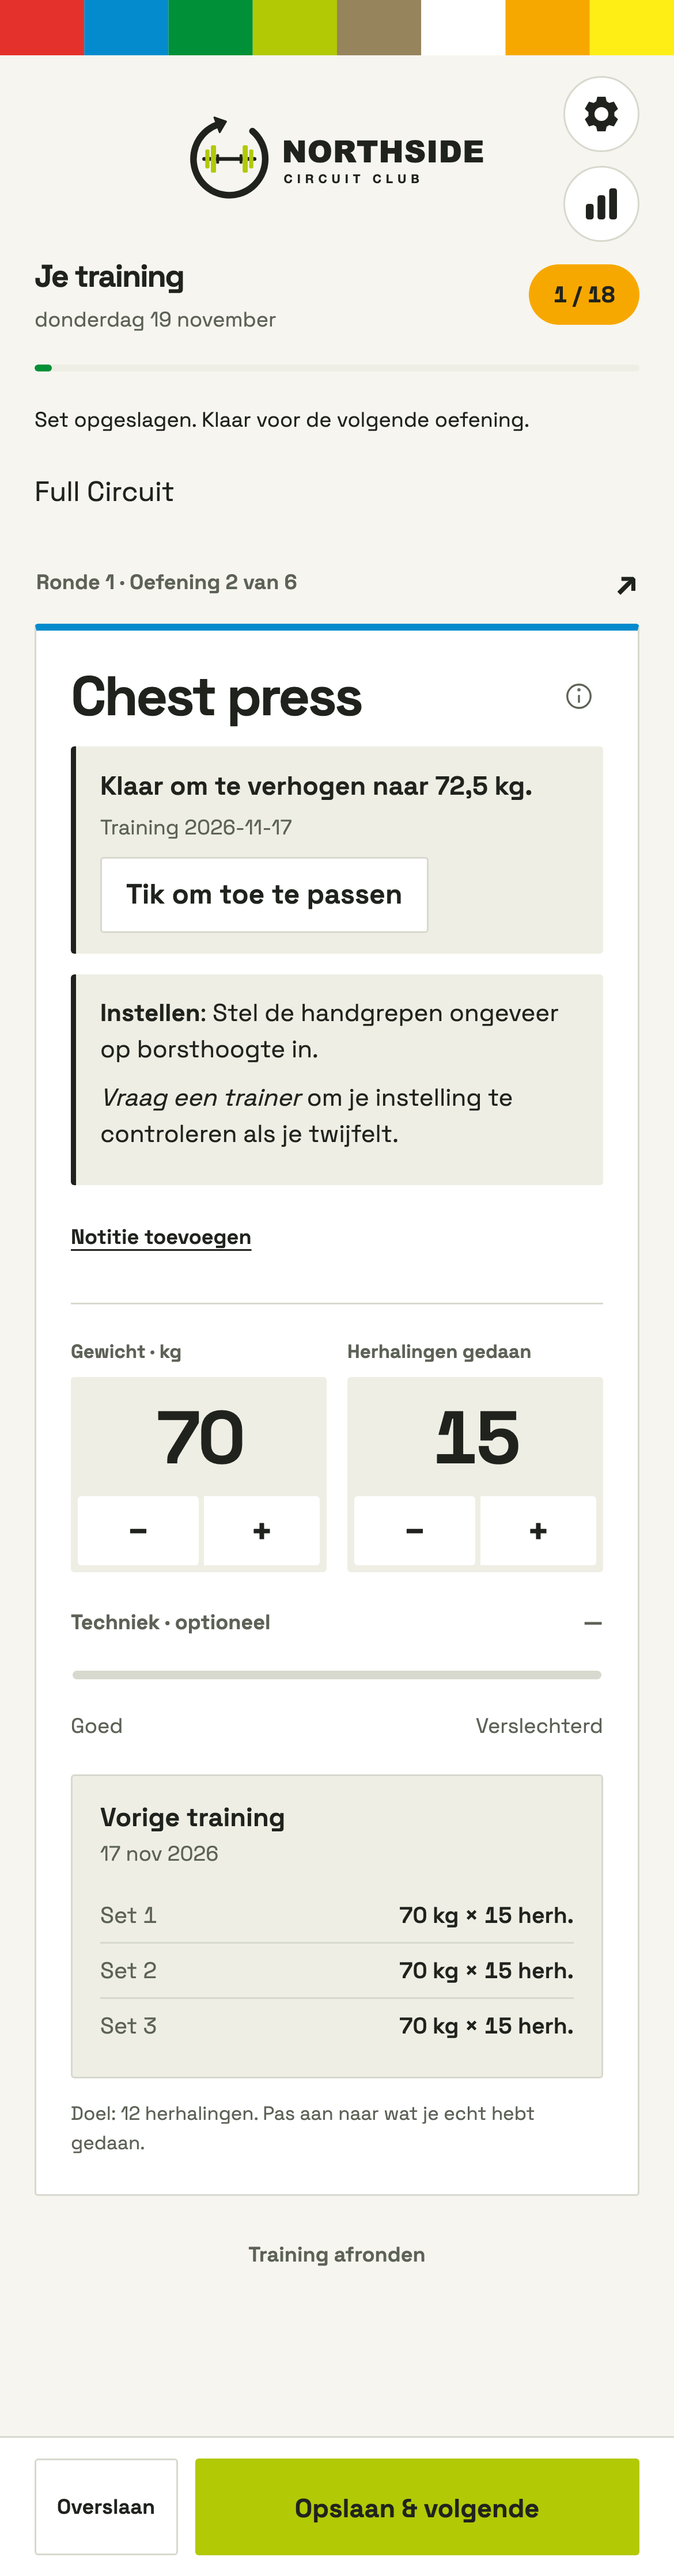 NORTHSIDE
CIRCUIT CLUB
Je training
donderdag 19 november
1 / 18
Set opgeslagen. Klaar voor de volgende oefening.
Full Circuit
Ronde 1 · Oefening 2 van 6
Chest press
Klaar om te verhogen naar 72,5 kg.
Training 2026-11-17
Tik om toe te passen
Instellen: Stel de handgrepen ongeveer
op borsthoogte in.
Vraag een trainer om je instelling te
controleren als je twijfelt.
Notitie toevoegen
Gewicht · kg
Herhalingen gedaan
70
15
− +
− +
Techniek · optioneel —
Goed
Verslechterd
Vorige training
17 nov 2026
Set 1 70 kg × 15 herh.
Set 2 70 kg × 15 herh.
Set 3 70 kg × 15 herh.
Doel: 12 herhalingen. Pas aan naar wat je echt hebt
gedaan.
Training afronden
Overslaan
Opslaan & volgende